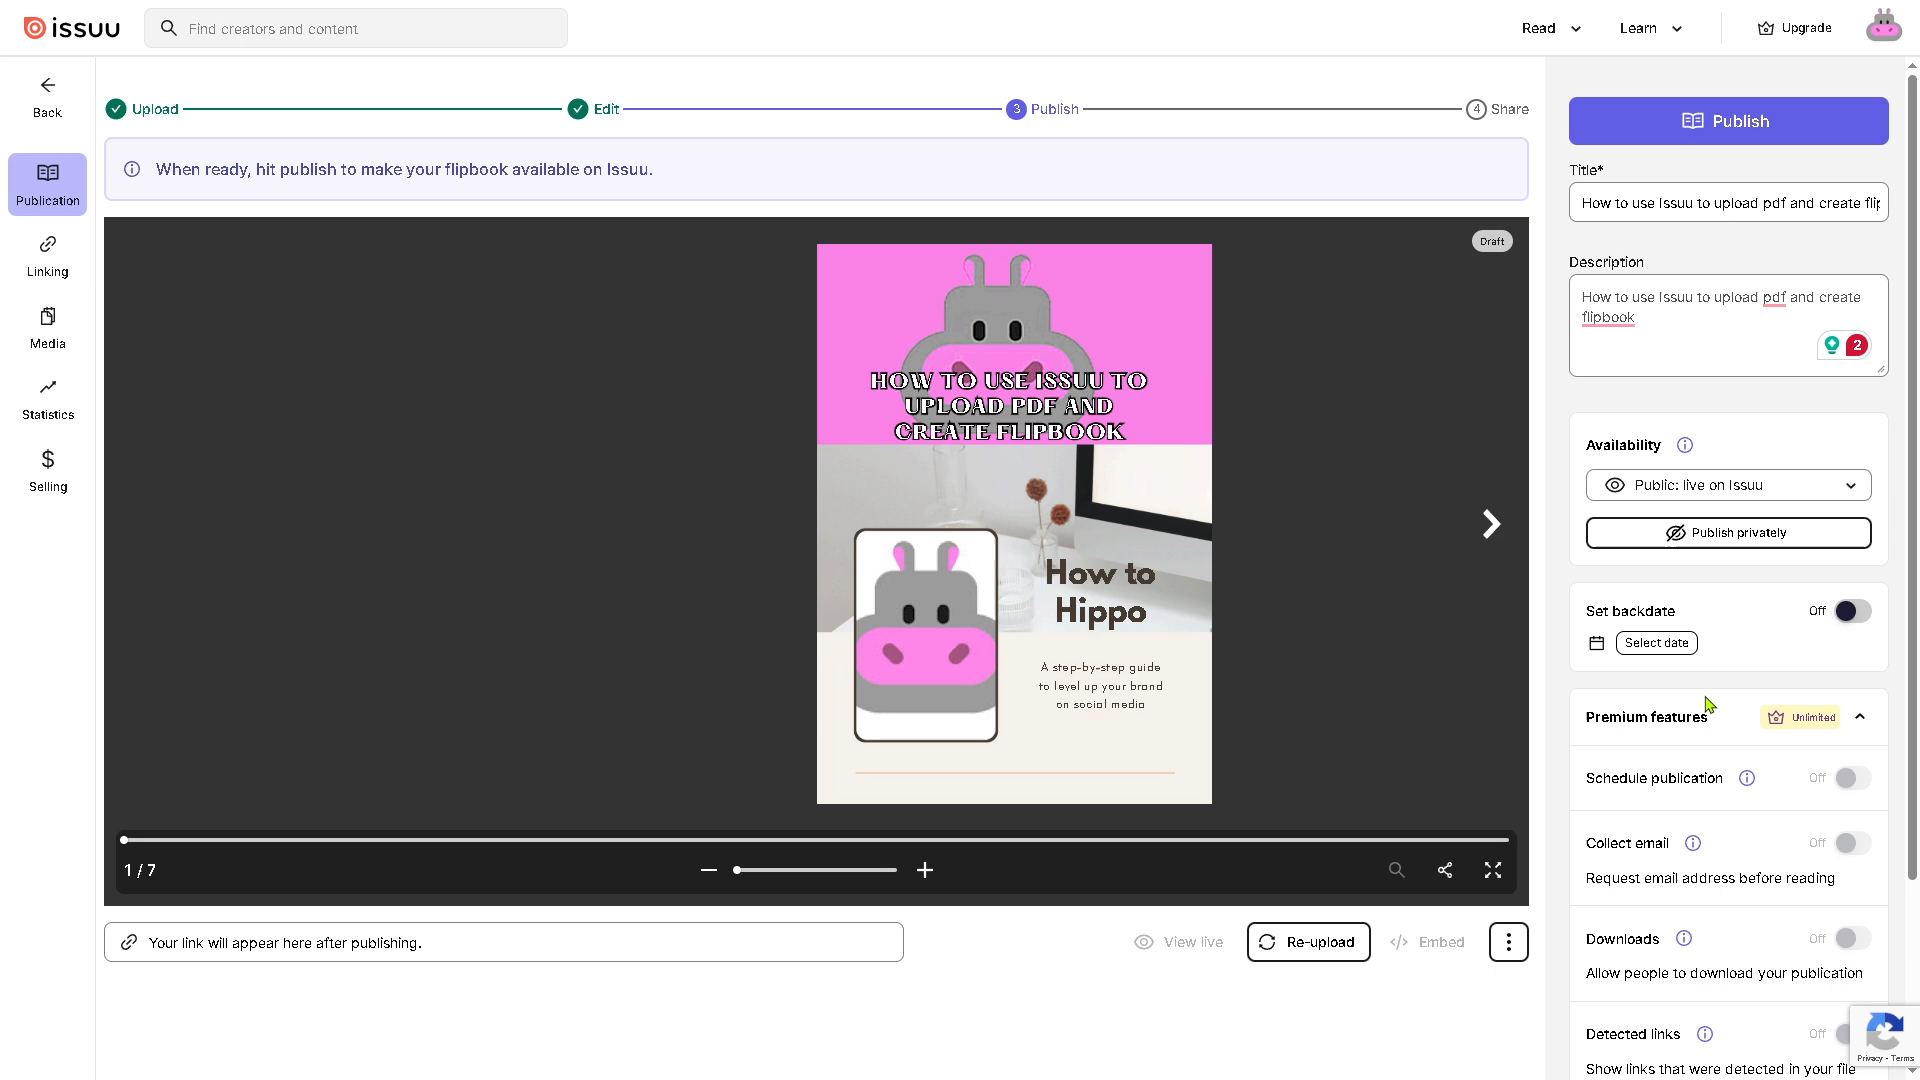 issuu
Find creators and content
Read
Learn
Upgrade
Back
Publication
Linking
Media
Statistics
Selling
Upload
Edit
3 Publish
4 Share
When ready, hit publish to make your flipbook available on Issuu.
Draft
HOW TO USE ISSUU TO
UPLOAD PDF AND
CREATE FLIPBOOK
How to
Hippo
A step-by-step guide
to level up your brand
on social media
1 / 7
Your link will appear here after publishing.
View live
Re-upload
Embed
Publish
Title*
How to use Issuu to upload pdf and create flip
Description
How to use Issuu to upload pdf and create
flipbook
2
Availability
Public: live on Issuu
Publish privately
Set backdate
Off
Select date
Premium features
Unlimited
Schedule publication
Off
Collect email
Off
Request email address before reading
Downloads
Off
Allow people to download your publication
Detected links
Off
Show links that were detected in your file
Privacy - Terms